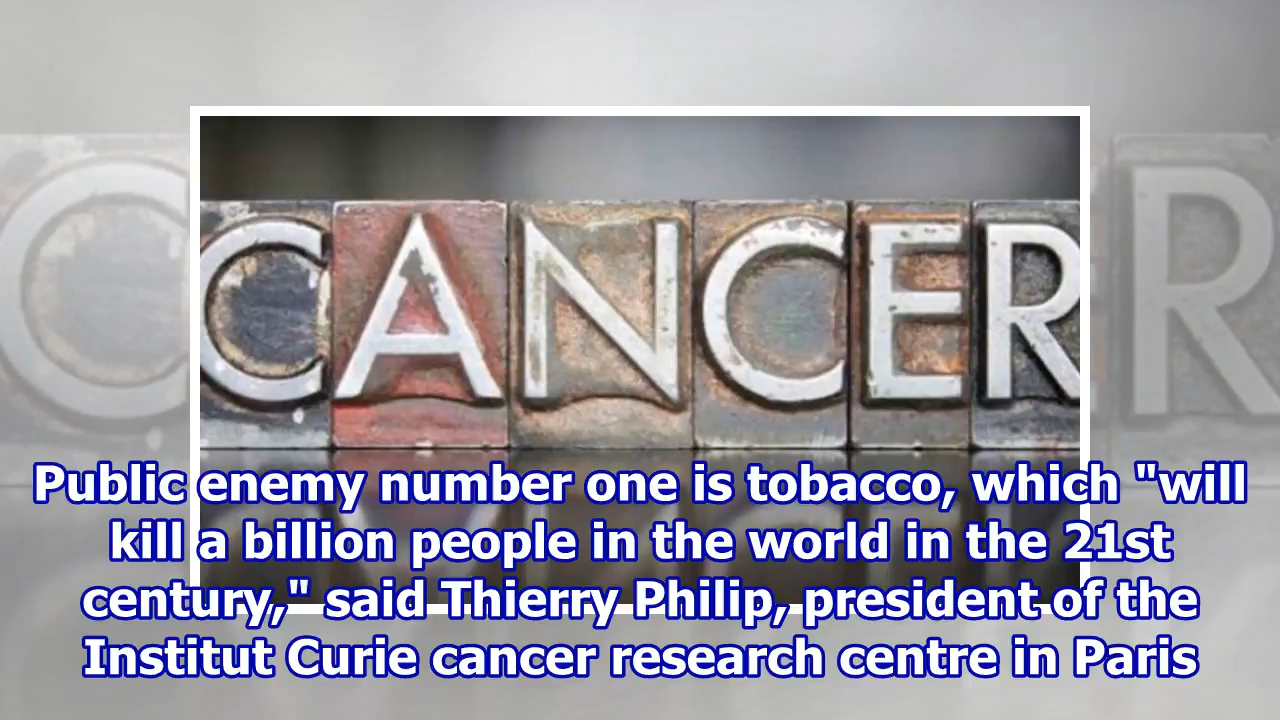 CANCER
Public enemy number one is tobacco, which "will
kill a billion people in the world in the 21st
century," said Thierry Philip, president of the
Institut Curie cancer research centre in Paris